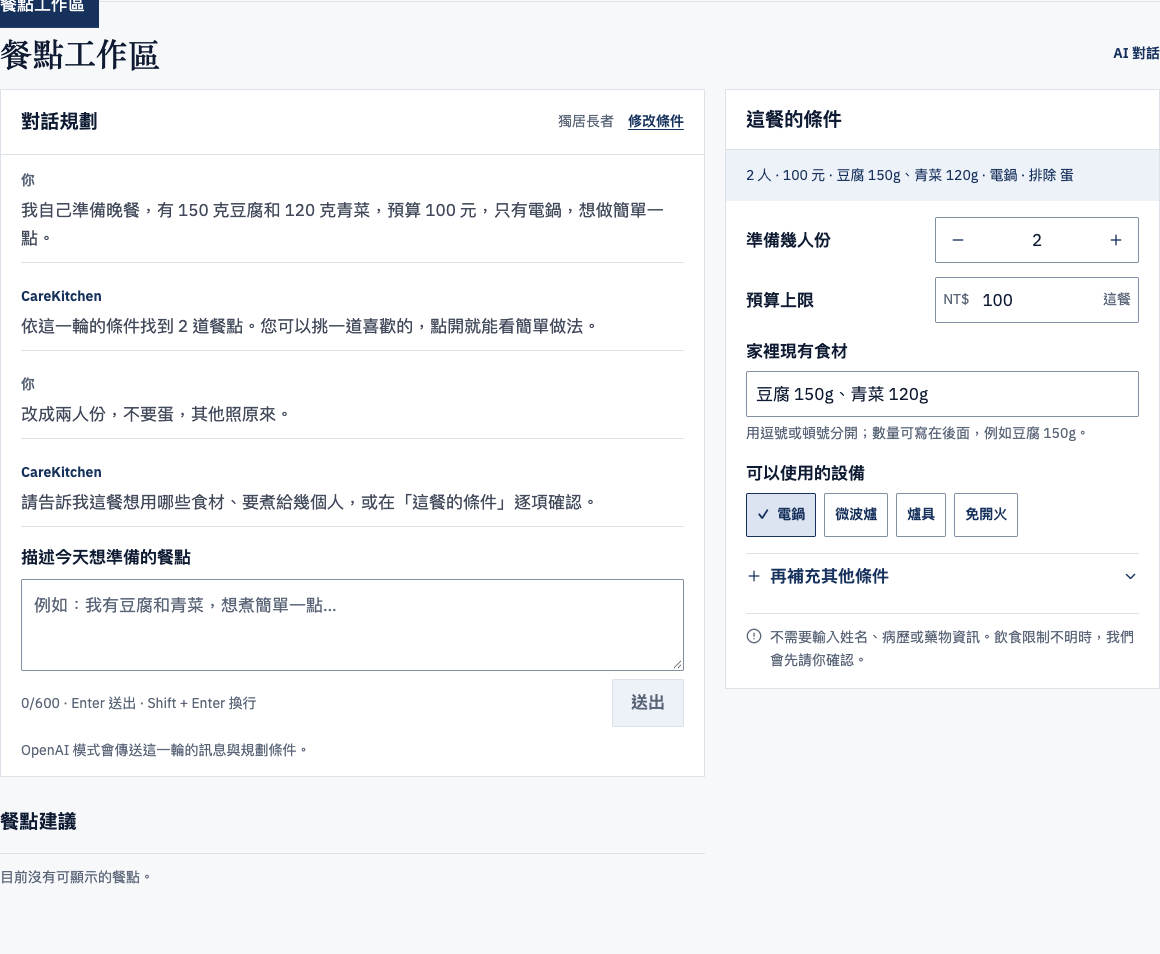 餐點工作區
餐點工作區
AI 對話
對話規劃
獨居長者 修改條件
你
我自己準備晚餐，有 150 克豆腐和 120 克青菜，預算 100 元，只有電鍋，想做簡單一
點。
CareKitchen
依這一輪的條件找到 2 道餐點。您可以挑一道喜歡的，點開就能看簡單做法。
你
改成兩人份，不要蛋，其他照原來。
CareKitchen
請告訴我這餐想用哪些食材、要煮給幾個人，或在「這餐的條件」逐項確認。
描述今天想準備的餐點
例如：我有豆腐和青菜，想煮簡單一點...
0/600 · Enter 送出 · Shift + Enter 換行
送出
OpenAI 模式會傳送這一輪的訊息與規劃條件。
餐點建議
目前沒有可顯示的餐點。
這餐的條件
2 人 · 100 元 · 豆腐 150g、青菜 120g · 電鍋 · 排除 蛋
準備幾人份
− 2 +
預算上限
NT$ 100 這餐
家裡現有食材
豆腐 150g、青菜 120g
用逗號或頓號分開；數量可寫在後面，例如豆腐 150g。
可以使用的設備
電鍋 微波爐 爐具 免開火
+ 再補充其他條件
不需要輸入姓名、病歷或藥物資訊。飲食限制不明時，我們
會先請你確認。